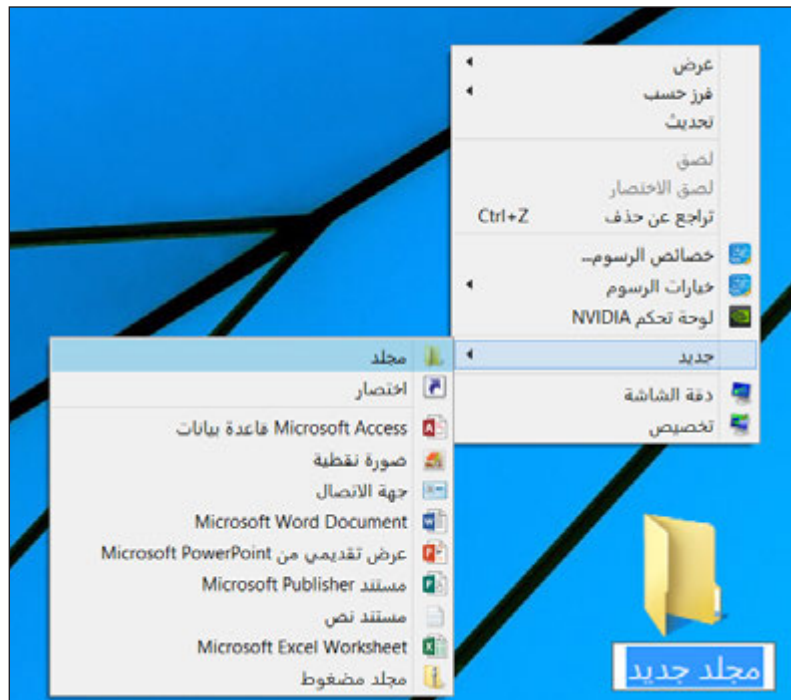 عرض
فرز حسب
تحديث
لصق
لصق الاختصار
تراجع عن حذف Ctrl+Z
خصائص الرسوم...
خيارات الرسوم
لوحة تحكم NVIDIA
جديد
دقة الشاشة
تخصيص
مجلد
اختصار
Microsoft Access قاعدة بيانات
صورة نقطية
جهة الاتصال
Microsoft Word Document
عرض تقديمي من Microsoft PowerPoint
مستند Microsoft Publisher
مستند نص
Microsoft Excel Worksheet
مجلد مضغوط
مجلد جديد